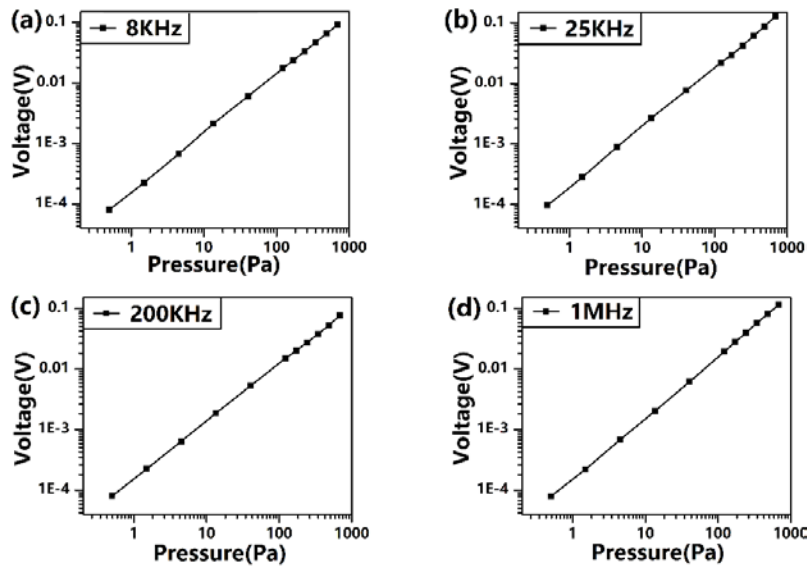 (a)
8KHz
0.1
0.01
1E-3
1E-4
Voltage(V)
1
10
100
1000
Pressure(Pa)
(b)
25KHz
0.1
0.01
1E-3
1E-4
Voltage(V)
1
10
100
1000
Pressure(Pa)
(c)
200KHz
0.1
0.01
1E-3
1E-4
Voltage(V)
1
10
100
1000
Pressure(Pa)
(d)
1MHz
0.1
0.01
1E-3
1E-4
Voltage(V)
1
10
100
1000
Pressure(Pa)